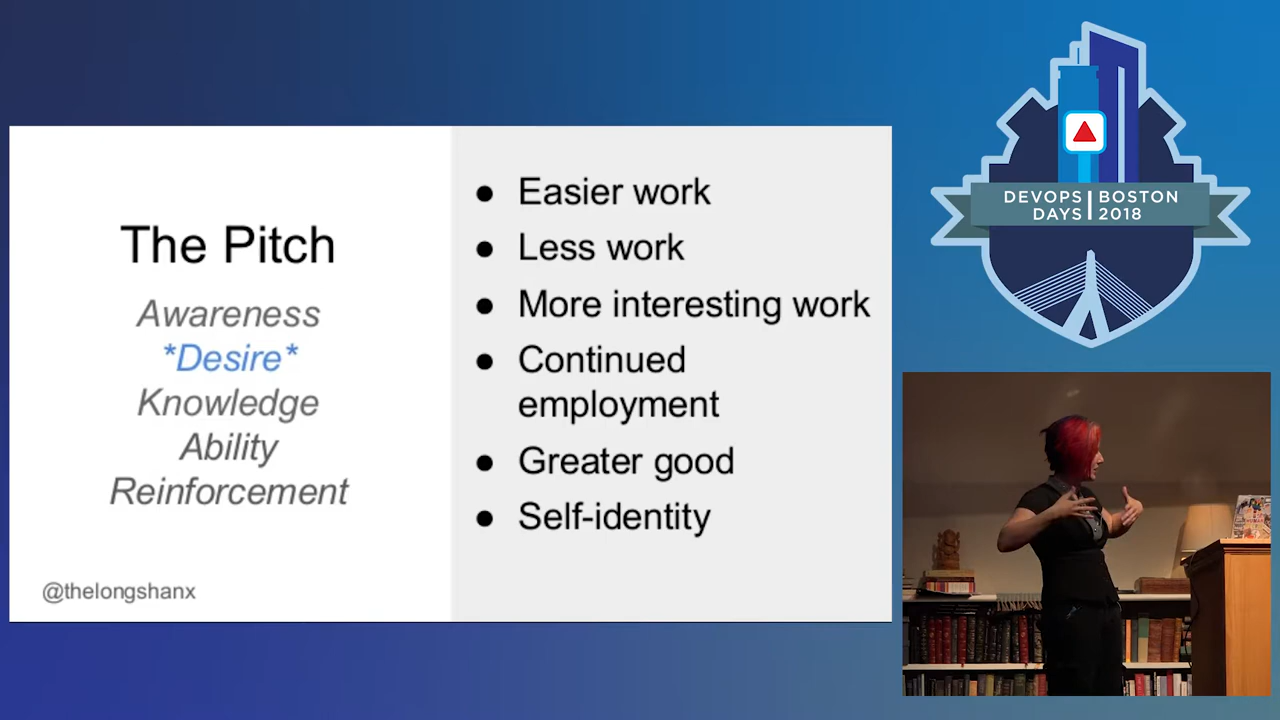 The Pitch
Awareness
*Desire*
Knowledge
Ability
Reinforcement
@thelongshanx
● Easier work
● Less work
● More interesting work
● Continued
employment
● Greater good
● Self-identity
DEVOPS BOSTON
DAYS 2018